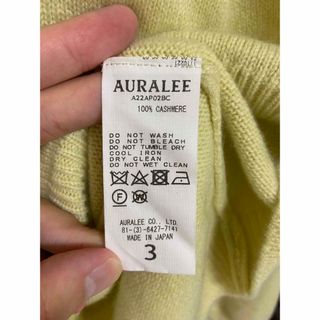 AURALEE
A22AP02BC
100% CASHMERE
DO NOT WASH
DO NOT BLEACH
DO NOT TUMBLE DRY
COOL IRON
DRY CLEAN
DO NOT WET CLEAN
F W
AURALEE CO., LTD.
81-(3)-6427-7141
MADE IN JAPAN
3